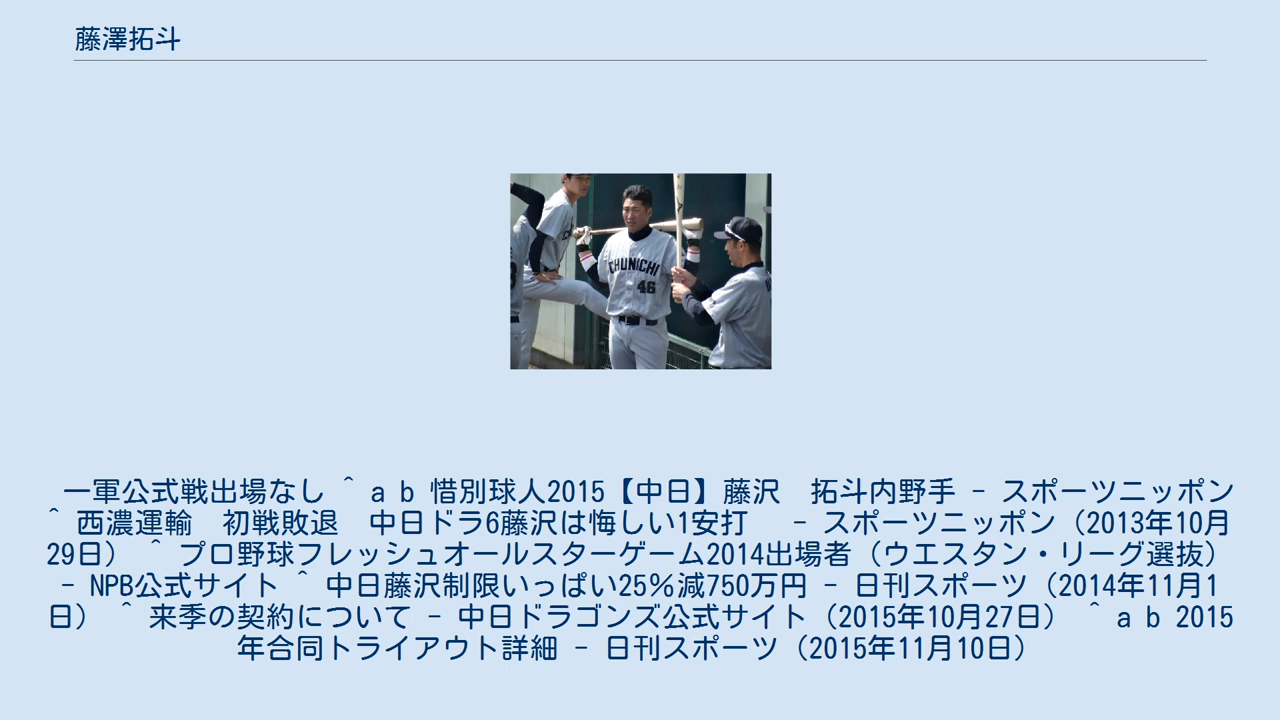 藤澤拓斗
CHUNICHI
46
一軍公式戦出場なし ^ a b 惜別球人2015【中日】藤沢　拓斗内野手 - スポーツニッポン
^ 西濃運輸　初戦敗退　中日ドラ6藤沢は悔しい1安打　 - スポーツニッポン（2013年10月
29日） ^ プロ野球フレッシュオールスターゲーム2014出場者（ウエスタン・リーグ選抜）
- NPB公式サイト ^ 中日藤沢制限いっぱい25％減750万円 - 日刊スポーツ（2014年11月1
日） ^ 来季の契約について - 中日ドラゴンズ公式サイト（2015年10月27日） ^ a b 2015
年合同トライアウト詳細 - 日刊スポーツ（2015年11月10日）